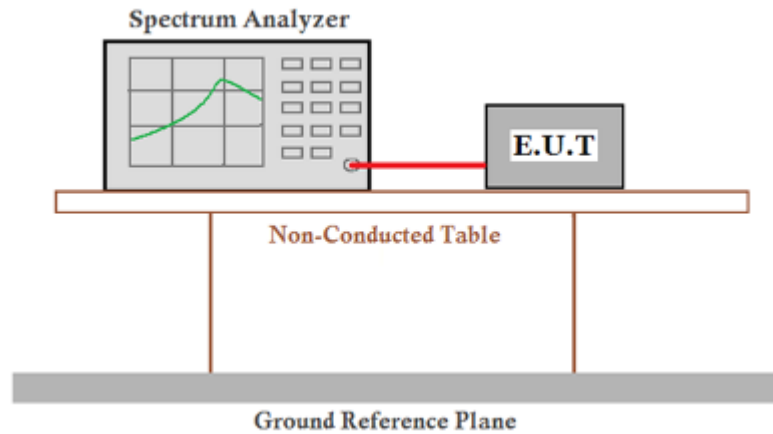 Spectrum Analyzer
E.U.T
Non-Conducted Table
Ground Reference Plane